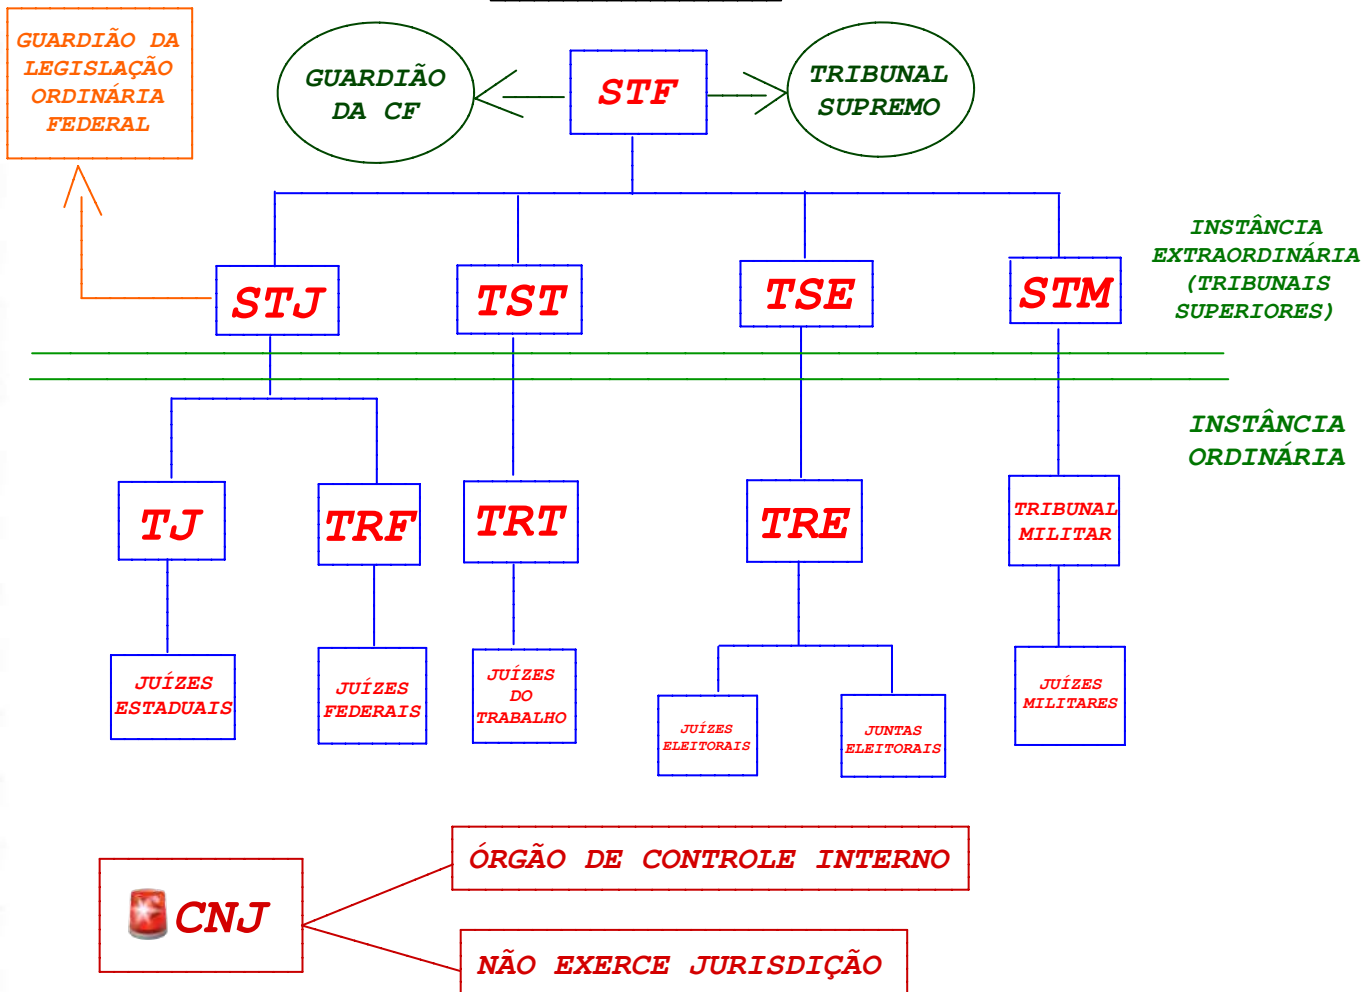 GUARDIÃO DA
LEGISLAÇÃO
ORDINÁRIA
FEDERAL
GUARDIÃO
DA CF
STF
TRIBUNAL
SUPREMO
INSTÂNCIA
EXTRAORDINÁRIA
(TRIBUNAIS
SUPERIORES)
STJ
TST
TSE
STM
INSTÂNCIA
ORDINÁRIA
TJ
TRF
TRT
TRE
TRIBUNAL
MILITAR
JUÍZES
ESTADUAIS
JUÍZES
FEDERAIS
JUÍZES
DO
TRABALHO
JUÍZES
ELEITORAIS
JUNTAS
ELEITORAIS
JUÍZES
MILITARES
CNJ
ÓRGÃO DE CONTROLE INTERNO
NÃO EXERCE JURISDIÇÃO